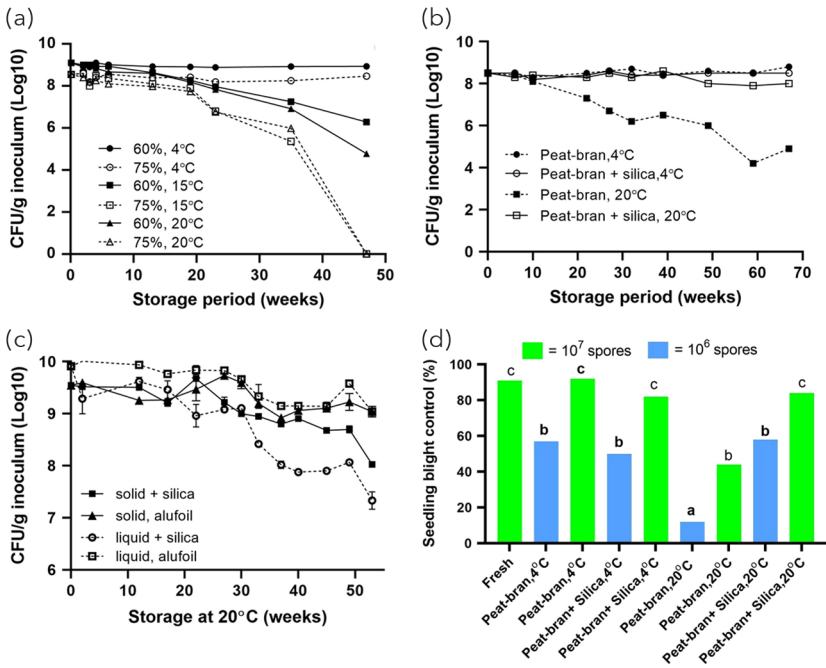 (a)
CFU/g inoculum (Log10)
10
8
6
4
2
0
60%, 4°C
75%, 4°C
60%, 15°C
75%, 15°C
60%, 20°C
75%, 20°C
0 10 20 30 40 50
Storage period (weeks)
(b)
CFU/g inoculum (Log10)
10
8
6
4
2
0
Peat-bran,4°C
Peat-bran + silica,4°C
Peat-bran, 20°C
Peat-bran + silica, 20°C
0 10 20 30 40 50 60 70
Storage period (weeks)
(c)
CFU/g inoculum (Log10)
10
9
8
7
6
solid + silica
solid, alufoil
liquid + silica
liquid, alufoil
0 10 20 30 40 50
Storage at 20°C (weeks)
(d)
= 10⁷ spores = 10⁶ spores
Seedling blight control (%)
100
80
60
40
20
0
c b c b c a b b c
Fresh
Peat-bran,4°C
Peat-bran,4°C
Peat-bran+ Silica,4°C
Peat-bran+ Silica,4°C
Peat-bran,20°C
Peat-bran,20°C
Peat-bran+ Silica,20°C
Peat-bran+ Silica,20°C